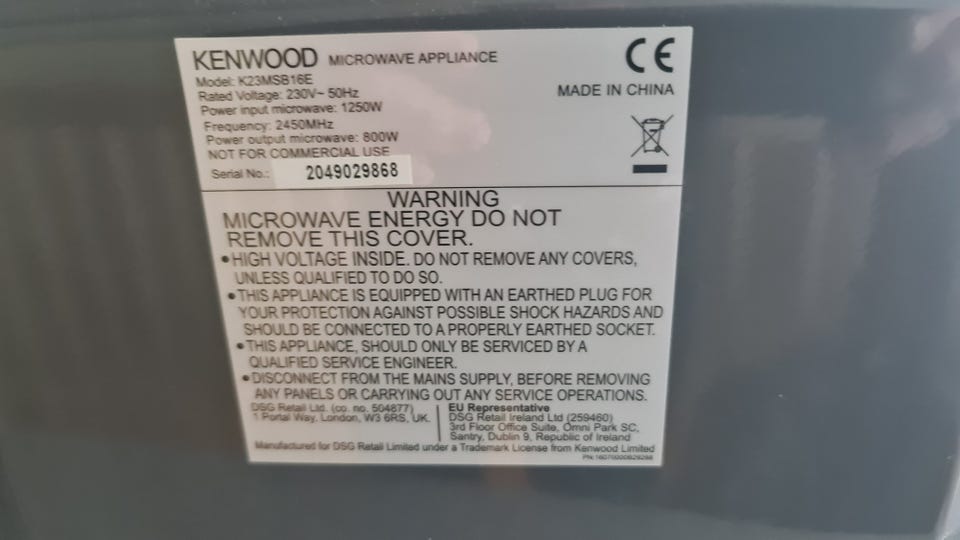 KENWOOD MICROWAVE APPLIANCE
CE
Model: K23MSB16E
Rated Voltage: 230V~ 50Hz
MADE IN CHINA
Power input microwave: 1250W
Frequency: 2450MHz
Power output microwave: 800W
NOT FOR COMMERCIAL USE
Serial No.: 2049029868
WARNING
MICROWAVE ENERGY DO NOT
REMOVE THIS COVER.
•HIGH VOLTAGE INSIDE. DO NOT REMOVE ANY COVERS,
UNLESS QUALIFIED TO DO SO.
•THIS APPLIANCE IS EQUIPPED WITH AN EARTHED PLUG FOR
YOUR PROTECTION AGAINST POSSIBLE SHOCK HAZARDS AND
SHOULD BE CONNECTED TO A PROPERLY EARTHED SOCKET.
•THIS APPLIANCE, SHOULD ONLY BE SERVICED BY A
QUALIFIED SERVICE ENGINEER.
•DISCONNECT FROM THE MAINS SUPPLY, BEFORE REMOVING
ANY PANELS OR CARRYING OUT ANY SERVICE OPERATIONS.
DSG Retail Ltd. (co. no. 504877)
1 Portal Way, London, W3 6RS, UK.
EU Representative
DSG Retail Ireland Ltd (259460)
3rd Floor Office Suite, Omni Park SC,
Santry, Dublin 9, Republic of Ireland
Manufactured for DSG Retail Limited under a Trademark License from Kenwood Limited